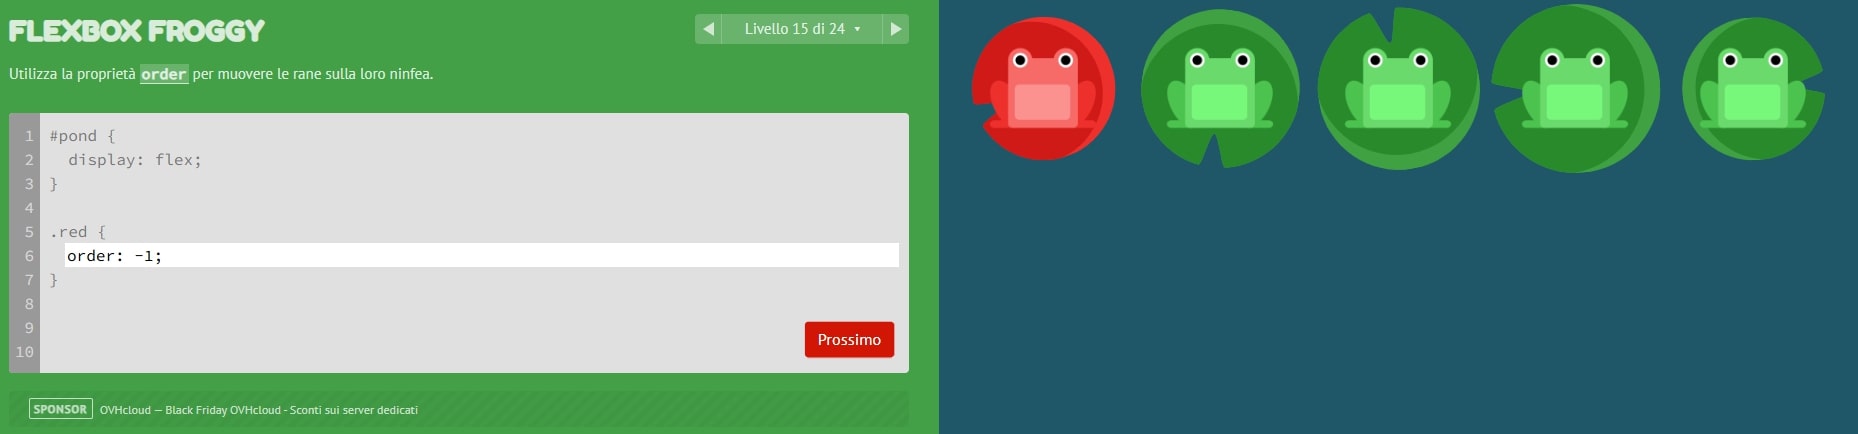 FLEXBOX FROGGY
Livello 15 di 24
Utilizza la proprietà order per muovere le rane sulla loro ninfea.
1 #pond {
2 display: flex;
3 }
4
5 .red {
6 order: -1;
7 }
8
9
10
Prossimo
SPONSOR OVHcloud — Black Friday OVHcloud - Sconti sui server dedicati